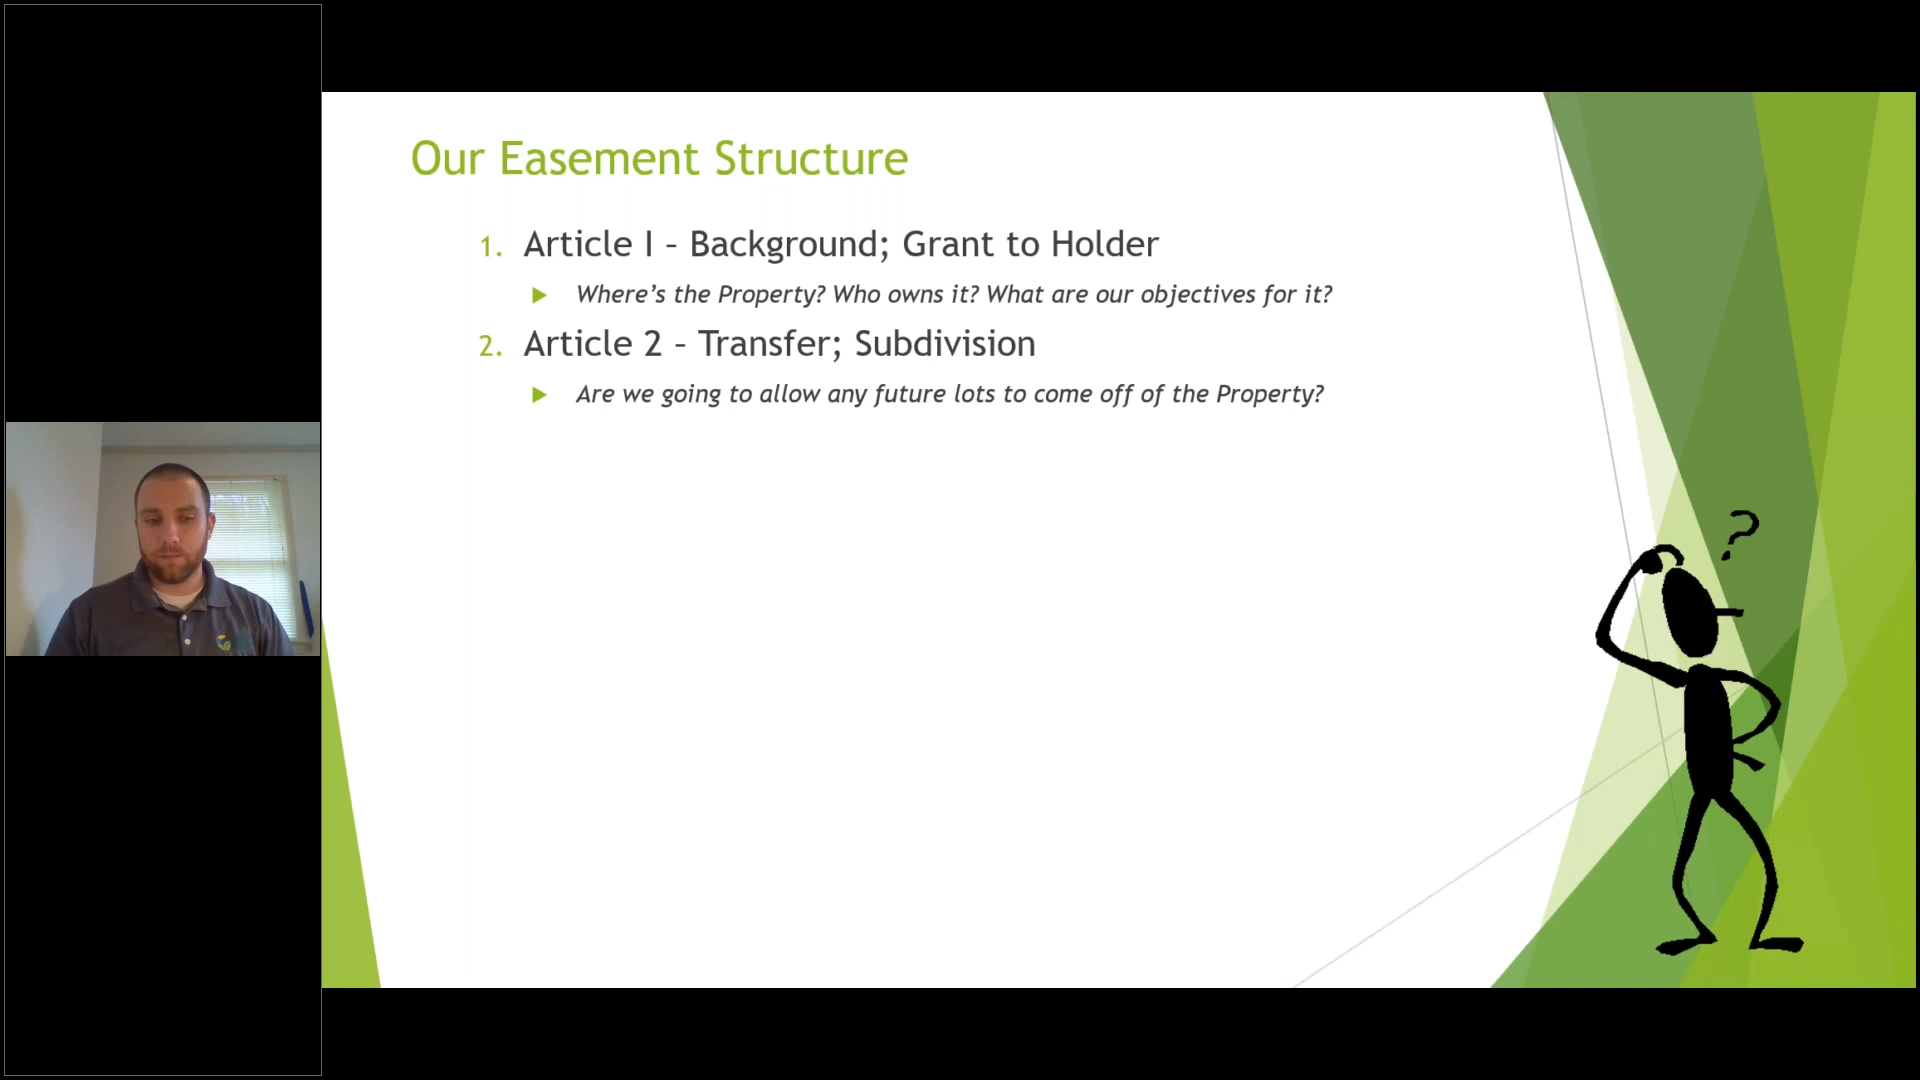 Our Easement Structure
1. Article I – Background; Grant to Holder
Where's the Property? Who owns it? What are our objectives for it?
2. Article 2 – Transfer; Subdivision
Are we going to allow any future lots to come off of the Property?
?